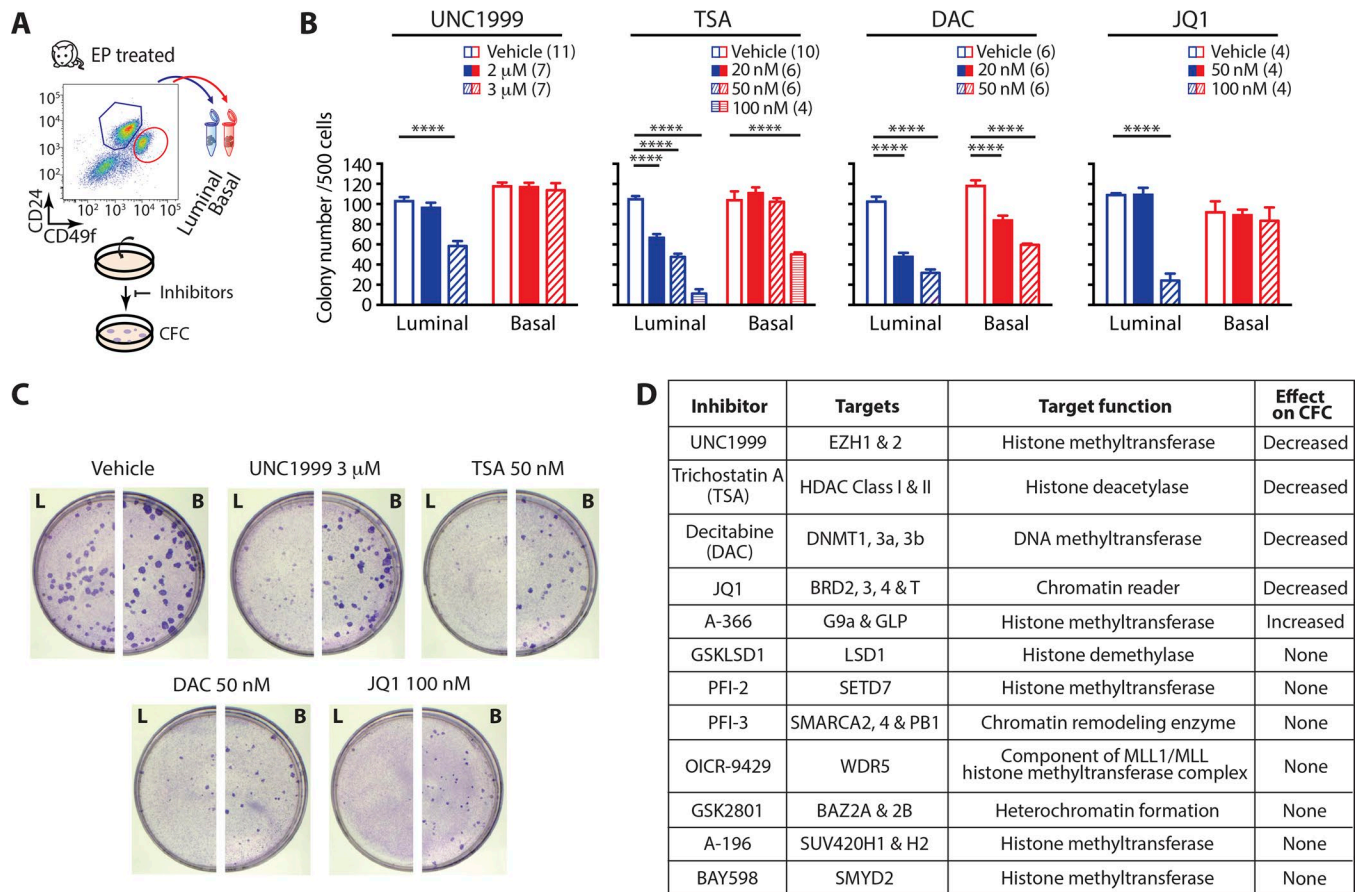 A
EP treated
10⁵
10⁴
10³
10²
10² 10³ 10⁴ 10⁵
CD24
CD49f
Luminal
Basal
Inhibitors
CFC
B
UNC1999
Vehicle (11)
2 μM (7)
3 μM (7)
TSA
Vehicle (10)
20 nM (6)
50 nM (6)
100 nM (4)
DAC
Vehicle (6)
20 nM (6)
50 nM (6)
JQ1
Vehicle (4)
50 nM (4)
100 nM (4)
Colony number /500 cells
140
120
100
80
60
40
20
0
****
Luminal Basal
****
****
****
****
Luminal Basal
****
****
****
****
Luminal Basal
****
Luminal Basal
C
Vehicle
L B
UNC1999 3 μM
L B
TSA 50 nM
L B
DAC 50 nM
L B
JQ1 100 nM
L B
D
Inhibitor Targets Target function Effect on CFC
UNC1999 EZH1 & 2 Histone methyltransferase Decreased
Trichostatin A (TSA) HDAC Class I & II Histone deacetylase Decreased
Decitabine (DAC) DNMT1, 3a, 3b DNA methyltransferase Decreased
JQ1 BRD2, 3, 4 & T Chromatin reader Decreased
A-366 G9a & GLP Histone methyltransferase Increased
GSKLSD1 LSD1 Histone demethylase None
PFI-2 SETD7 Histone methyltransferase None
PFI-3 SMARCA2, 4 & PB1 Chromatin remodeling enzyme None
OICR-9429 WDR5 Component of MLL1/MLL histone methyltransferase complex None
GSK2801 BAZ2A & 2B Heterochromatin formation None
A-196 SUV420H1 & H2 Histone methyltransferase None
BAY598 SMYD2 Histone methyltransferase None